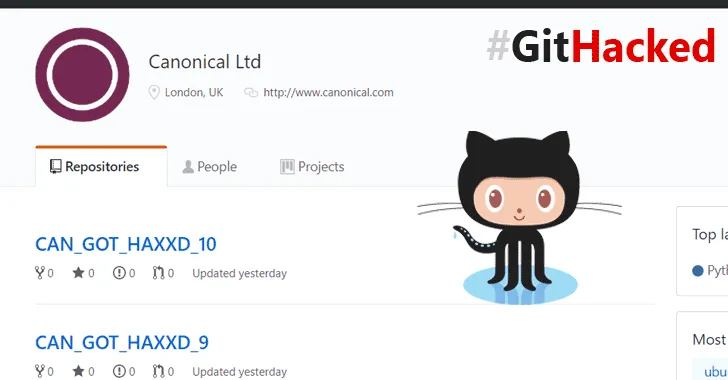 #GitHacked
Canonical Ltd
London, UK http://www.canonical.com
Repositories People Projects
CAN_GOT_HAXXD_10
0 0 0 0 Updated yesterday
CAN_GOT_HAXXD_9
0 0 0 0 Updated yesterday
Top la
Pyth
Most
ubu